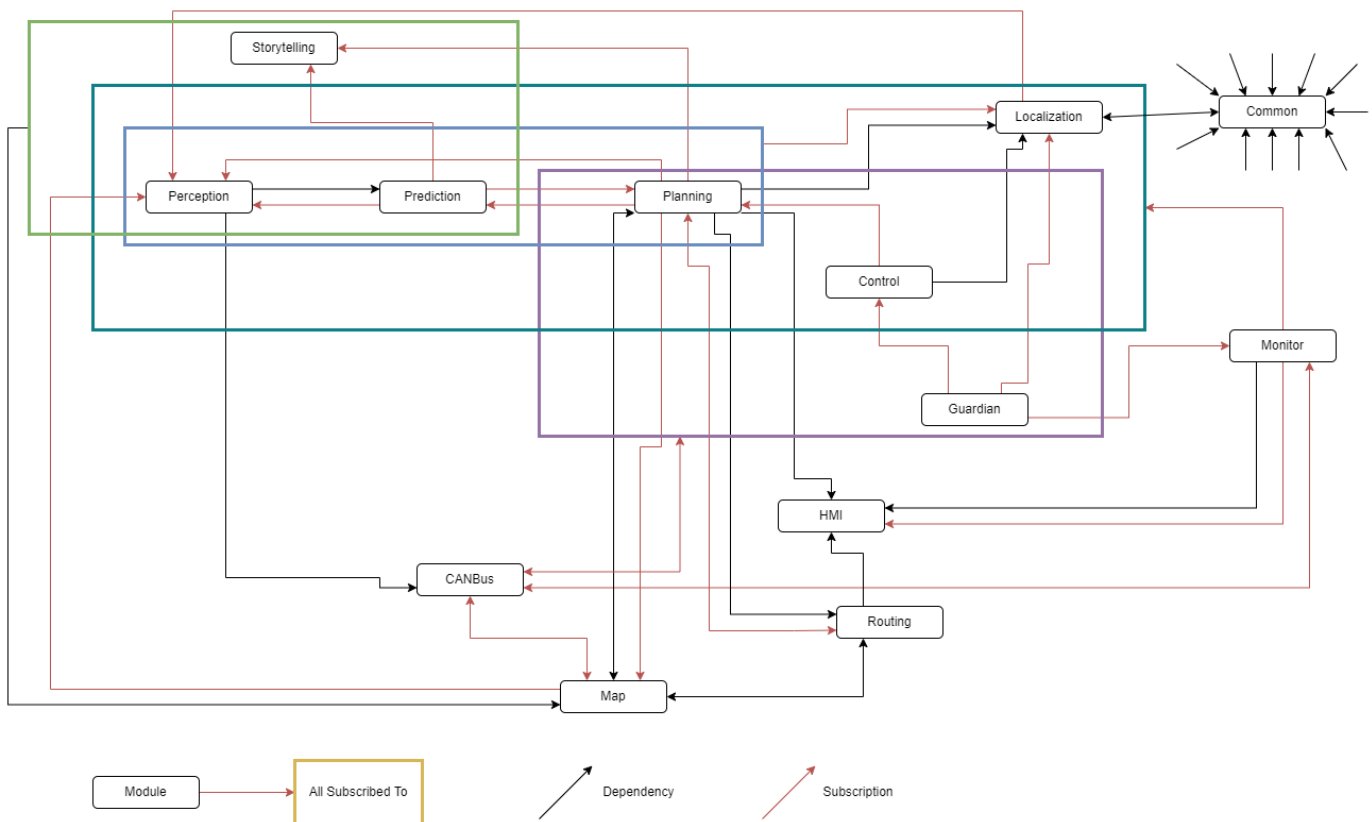 Storytelling
Localization
Common
Perception
Prediction
Planning
Control
Monitor
Guardian
HMI
CANBus
Routing
Map
Module
All Subscribed To
Dependency
Subscription